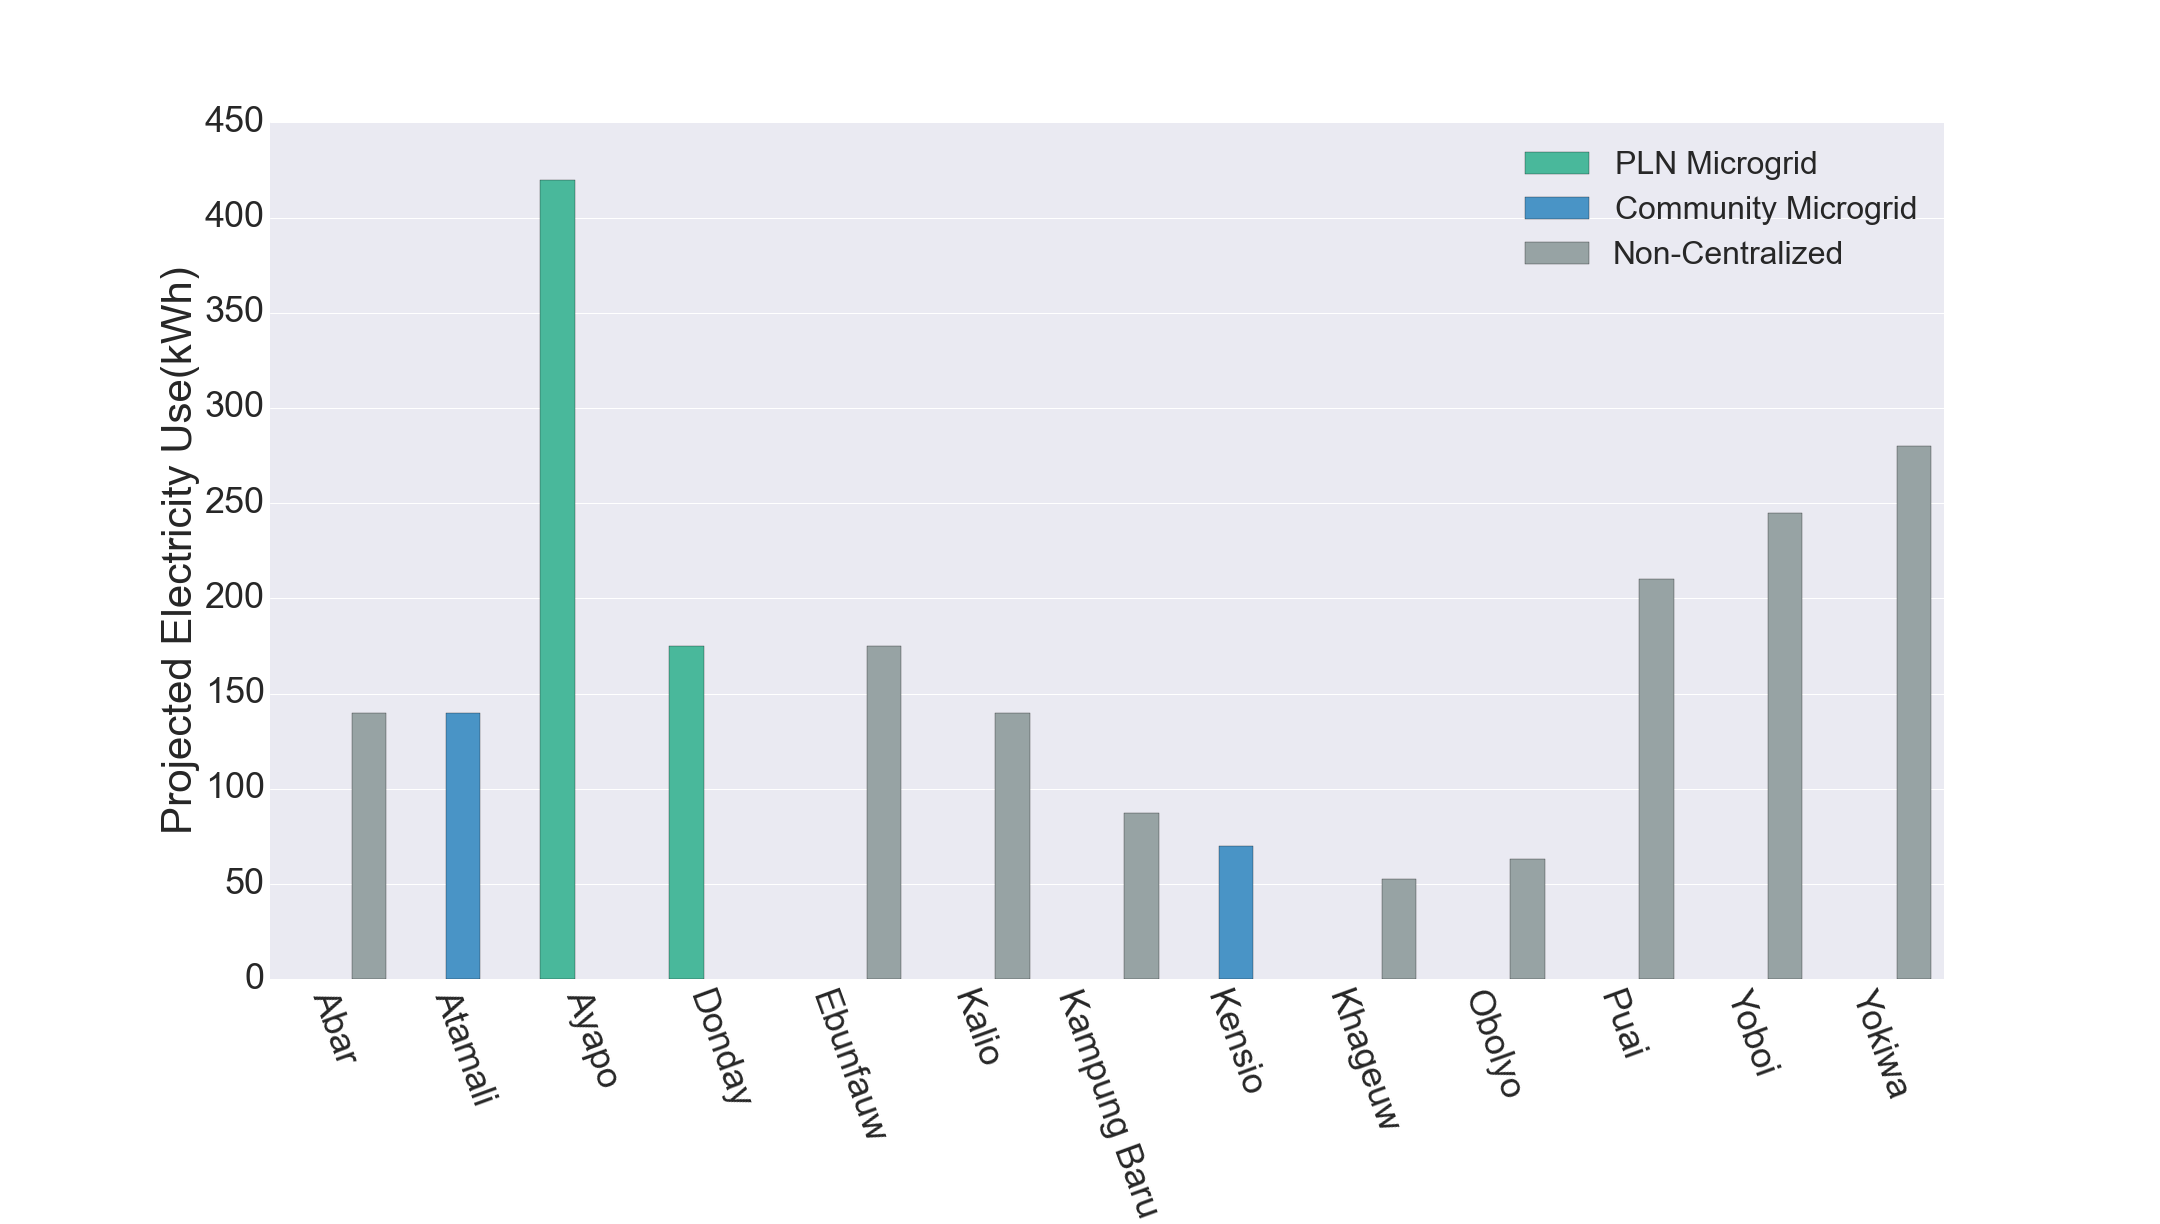 450
400
350
300
250
200
150
100
50
0
Projected Electricity Use(kWh)
PLN Microgrid
Community Microgrid
Non-Centralized
Abar
Atamali
Ayapo
Donday
Ebunfauw
Kalio
Kampung Baru
Kensio
Khageuw
Obolyo
Puai
Yoboi
Yokiwa